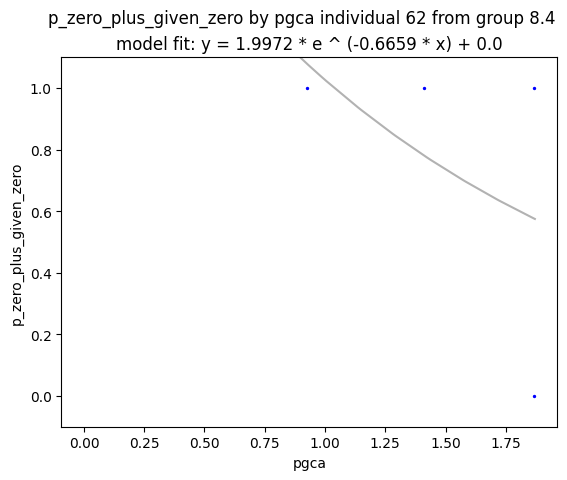 p_zero_plus_given_zero by pgca individual 62 from group 8.4
model fit: y = 1.9972 * e ^ (-0.6659 * x) + 0.0
1.0
0.8
0.6
0.4
0.2
0.0
p_zero_plus_given_zero
0.00 0.25 0.50 0.75 1.00 1.25 1.50 1.75
pgca